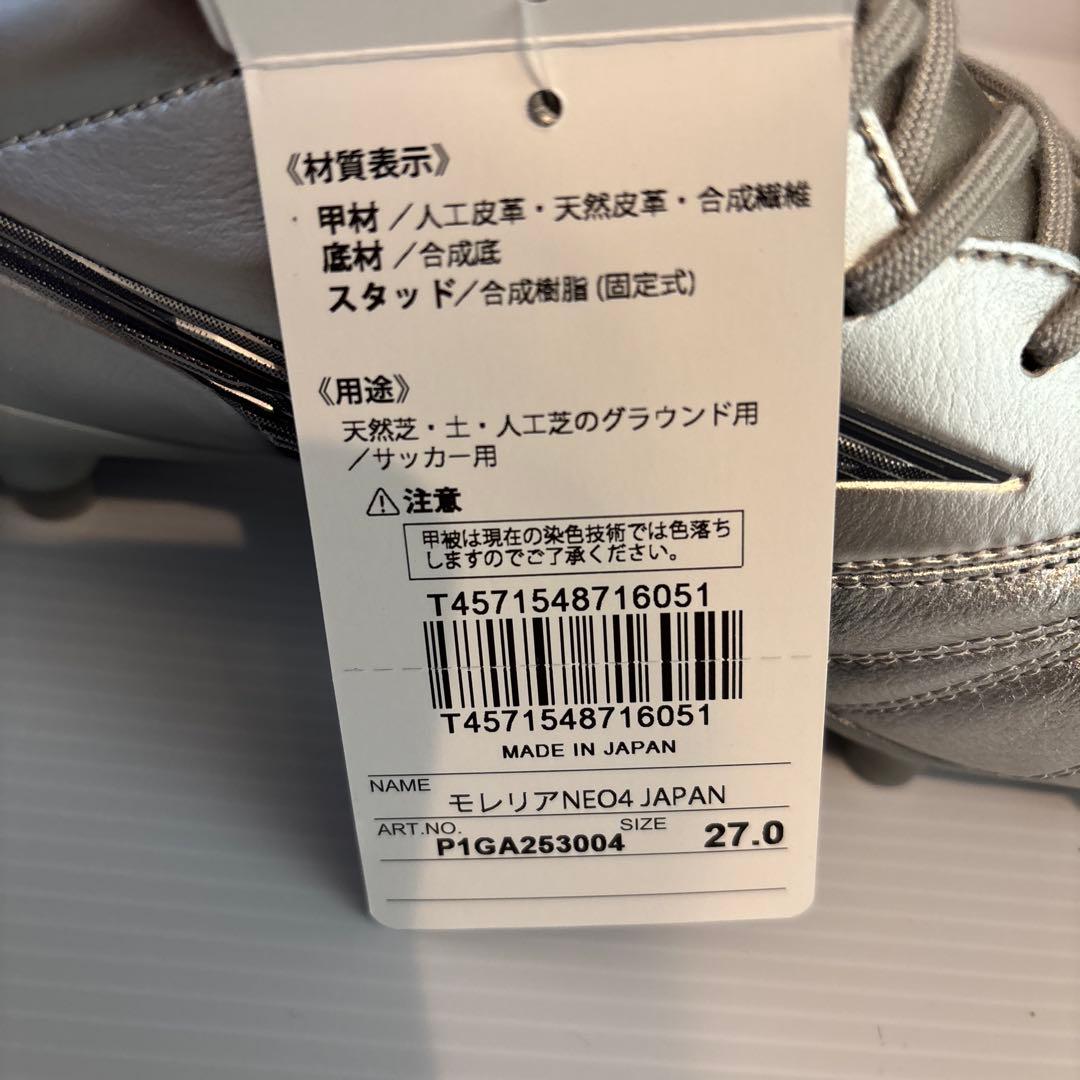 《材質表示》
甲材／人工皮革・天然皮革・合成繊維
底材／合成底
スタッド／合成樹脂(固定式)
《用途》
天然芝・土・人工芝のグラウンド用
／サッカー用
⚠注意
甲被は現在の染色技術では色落ち
しますのでご了承ください。
T4571548716051
T4571548716051
MADE IN JAPAN
NAME モレリアNEO4 JAPAN
ART.NO. P1GA253004 SIZE 27.0